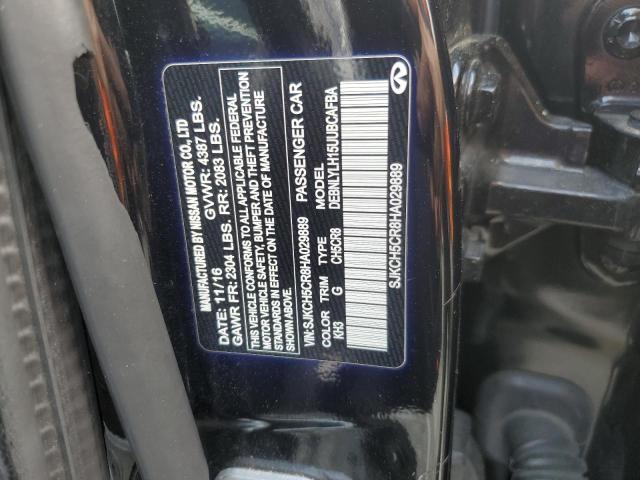 MANUFACTURED BY NISSAN MOTOR CO., LTD
DATE: 11/16 GVWR: 4387 LBS.
GAWR FR: 2304 LBS. RR: 2083 LBS.
THIS VEHICLE CONFORMS TO ALL APPLICABLE FEDERAL
MOTOR VEHICLE SAFETY, BUMPER AND THEFT PREVENTION
STANDARDS IN EFFECT ON THE DATE OF MANUFACTURE
SHOWN ABOVE.
VIN:SJKCH5CR8HA029889 PASSENGER CAR
COLOR TRIM TYPE MODEL
KH3 G CH5CR8 DEBNLYLH15UUBCAFBA
SJKCH5CR8HA029889